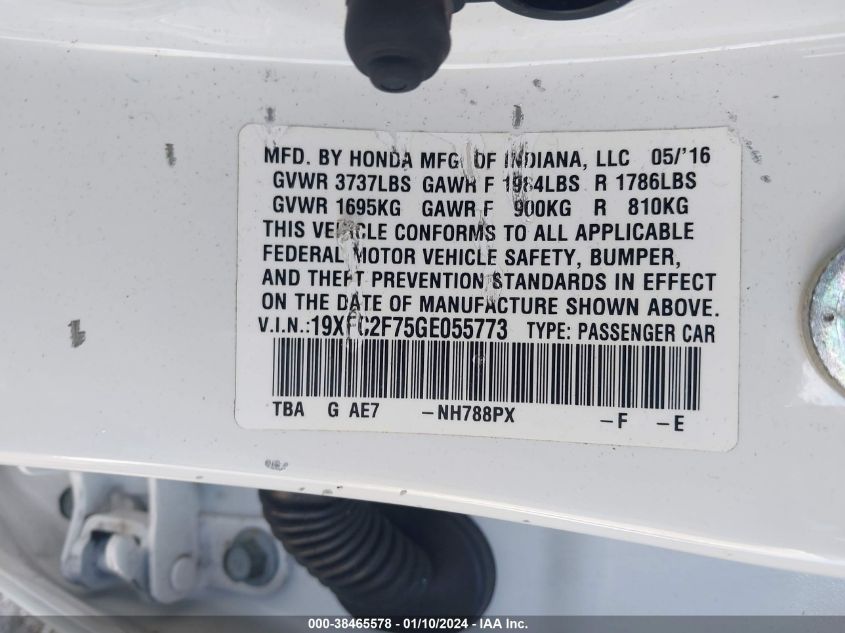 MFD. BY HONDA MFG. OF INDIANA, LLC 05/'16
GVWR 3737LBS GAWR F 1984LBS R 1786LBS
GVWR 1695KG GAWR F 900KG R 810KG
THIS VEHICLE CONFORMS TO ALL APPLICABLE
FEDERAL MOTOR VEHICLE SAFETY, BUMPER,
AND THEFT PREVENTION STANDARDS IN EFFECT
ON THE DATE OF MANUFACTURE SHOWN ABOVE.
V.I.N.:19XFC2F75GE055773 TYPE: PASSENGER CAR
TBA G AE7 -NH788PX -F -E
000-38465578 - 01/10/2024 - IAA Inc.